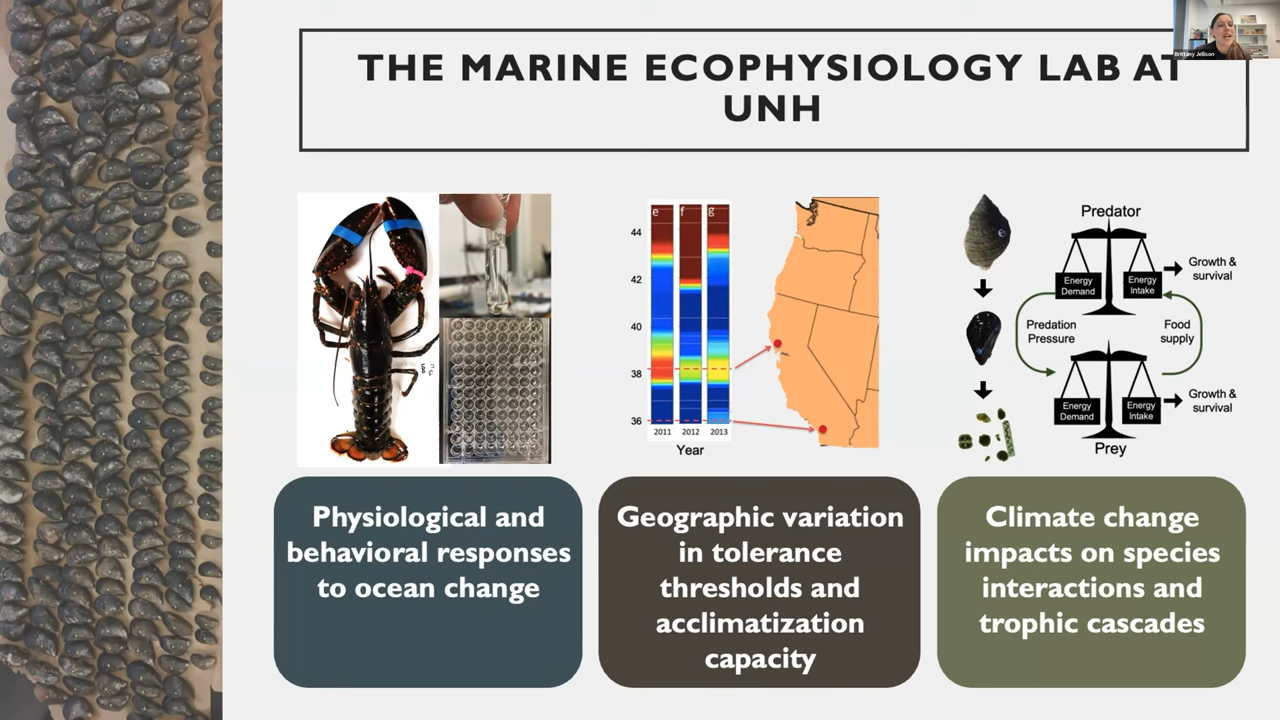 THE MARINE ECOPHYSIOLOGY LAB AT
UNH
Brittany Jellison
e f g
44
42
40
38
36
2011 2012 2013
Year
Predator
Energy
Demand
Energy
Intake
Growth &
survival
Predation
Pressure
Food
supply
Energy
Demand
Energy
Intake
Growth &
survival
Prey
Physiological and
behavioral responses
to ocean change
Geographic variation
in tolerance
thresholds and
acclimatization
capacity
Climate change
impacts on species
interactions and
trophic cascades